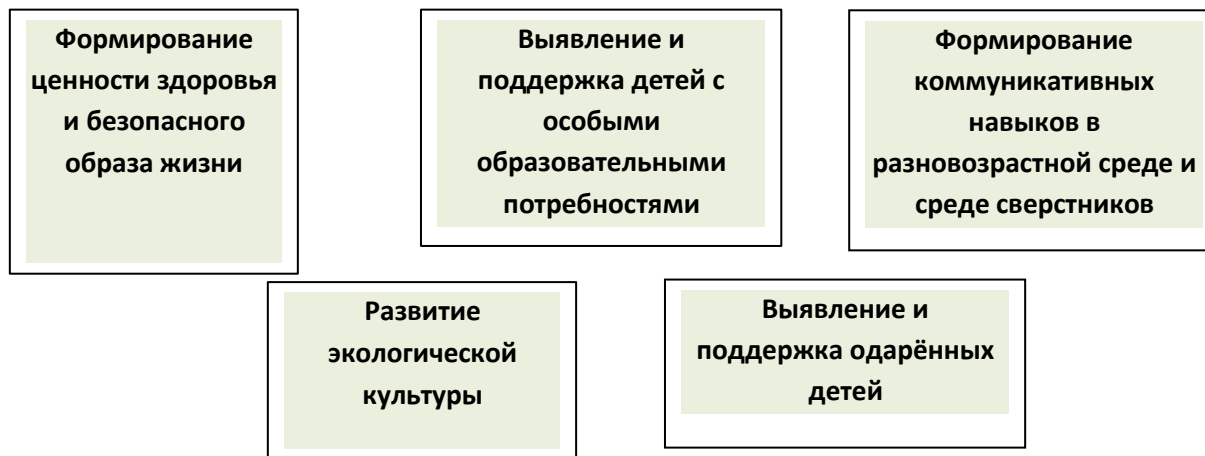 Формирование
ценности здоровья
и безопасного
образа жизни
Выявление и
поддержка детей с
особыми
образовательными
потребностями
Формирование
коммуникативных
навыков в
разновозрастной среде и
среде сверстников
Развитие
экологической
культуры
Выявление и
поддержка одарённых
детей